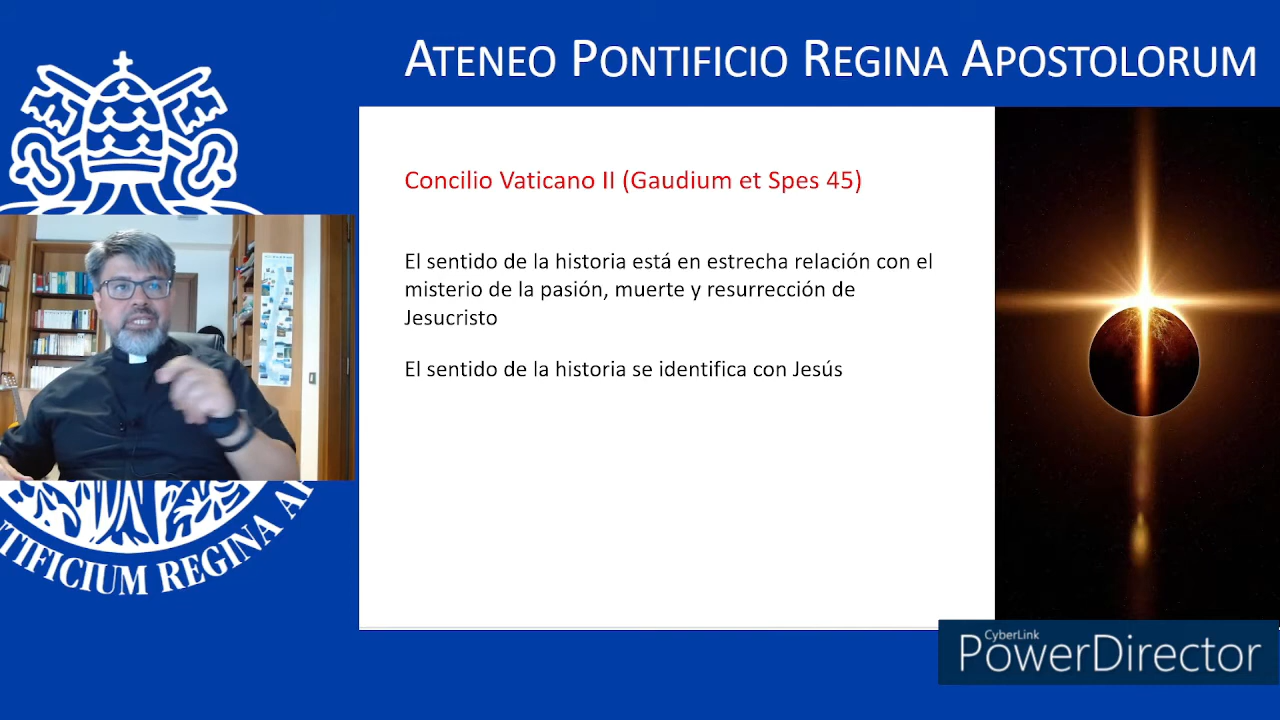 ATENEO PONTIFICIO REGINA APOSTOLORUM
Concilio Vaticano II (Gaudium et Spes 45)
El sentido de la historia está en estrecha relación con el
misterio de la pasión, muerte y resurrección de
Jesucristo
El sentido de la historia se identifica con Jesús
TIFICIUM REGINA
CyberLink
PowerDirector